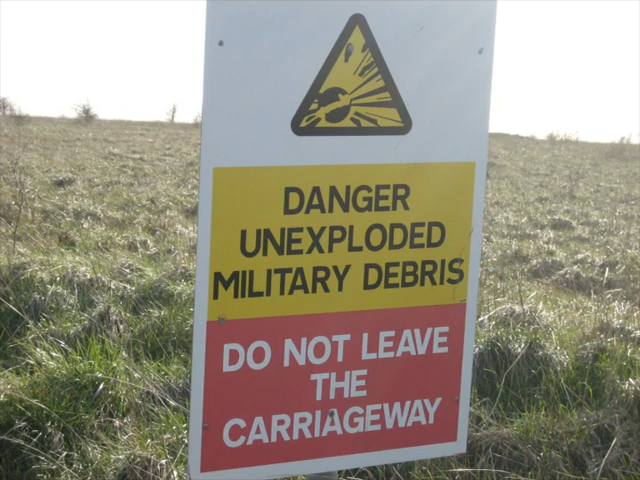 DANGER
UNEXPLODED
MILITARY DEBRIS
DO NOT LEAVE
THE
CARRIAGEWAY